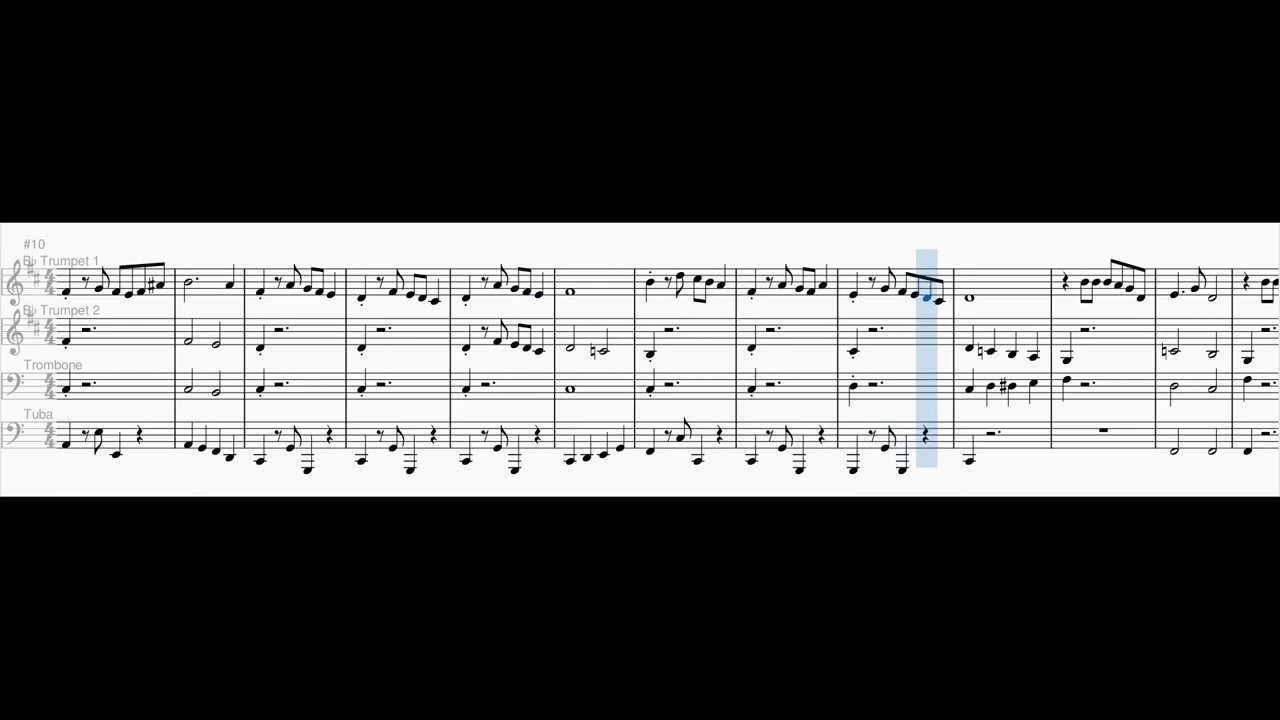 #10
B♭ Trumpet 1
B♭ Trumpet 2
Trombone
Tuba